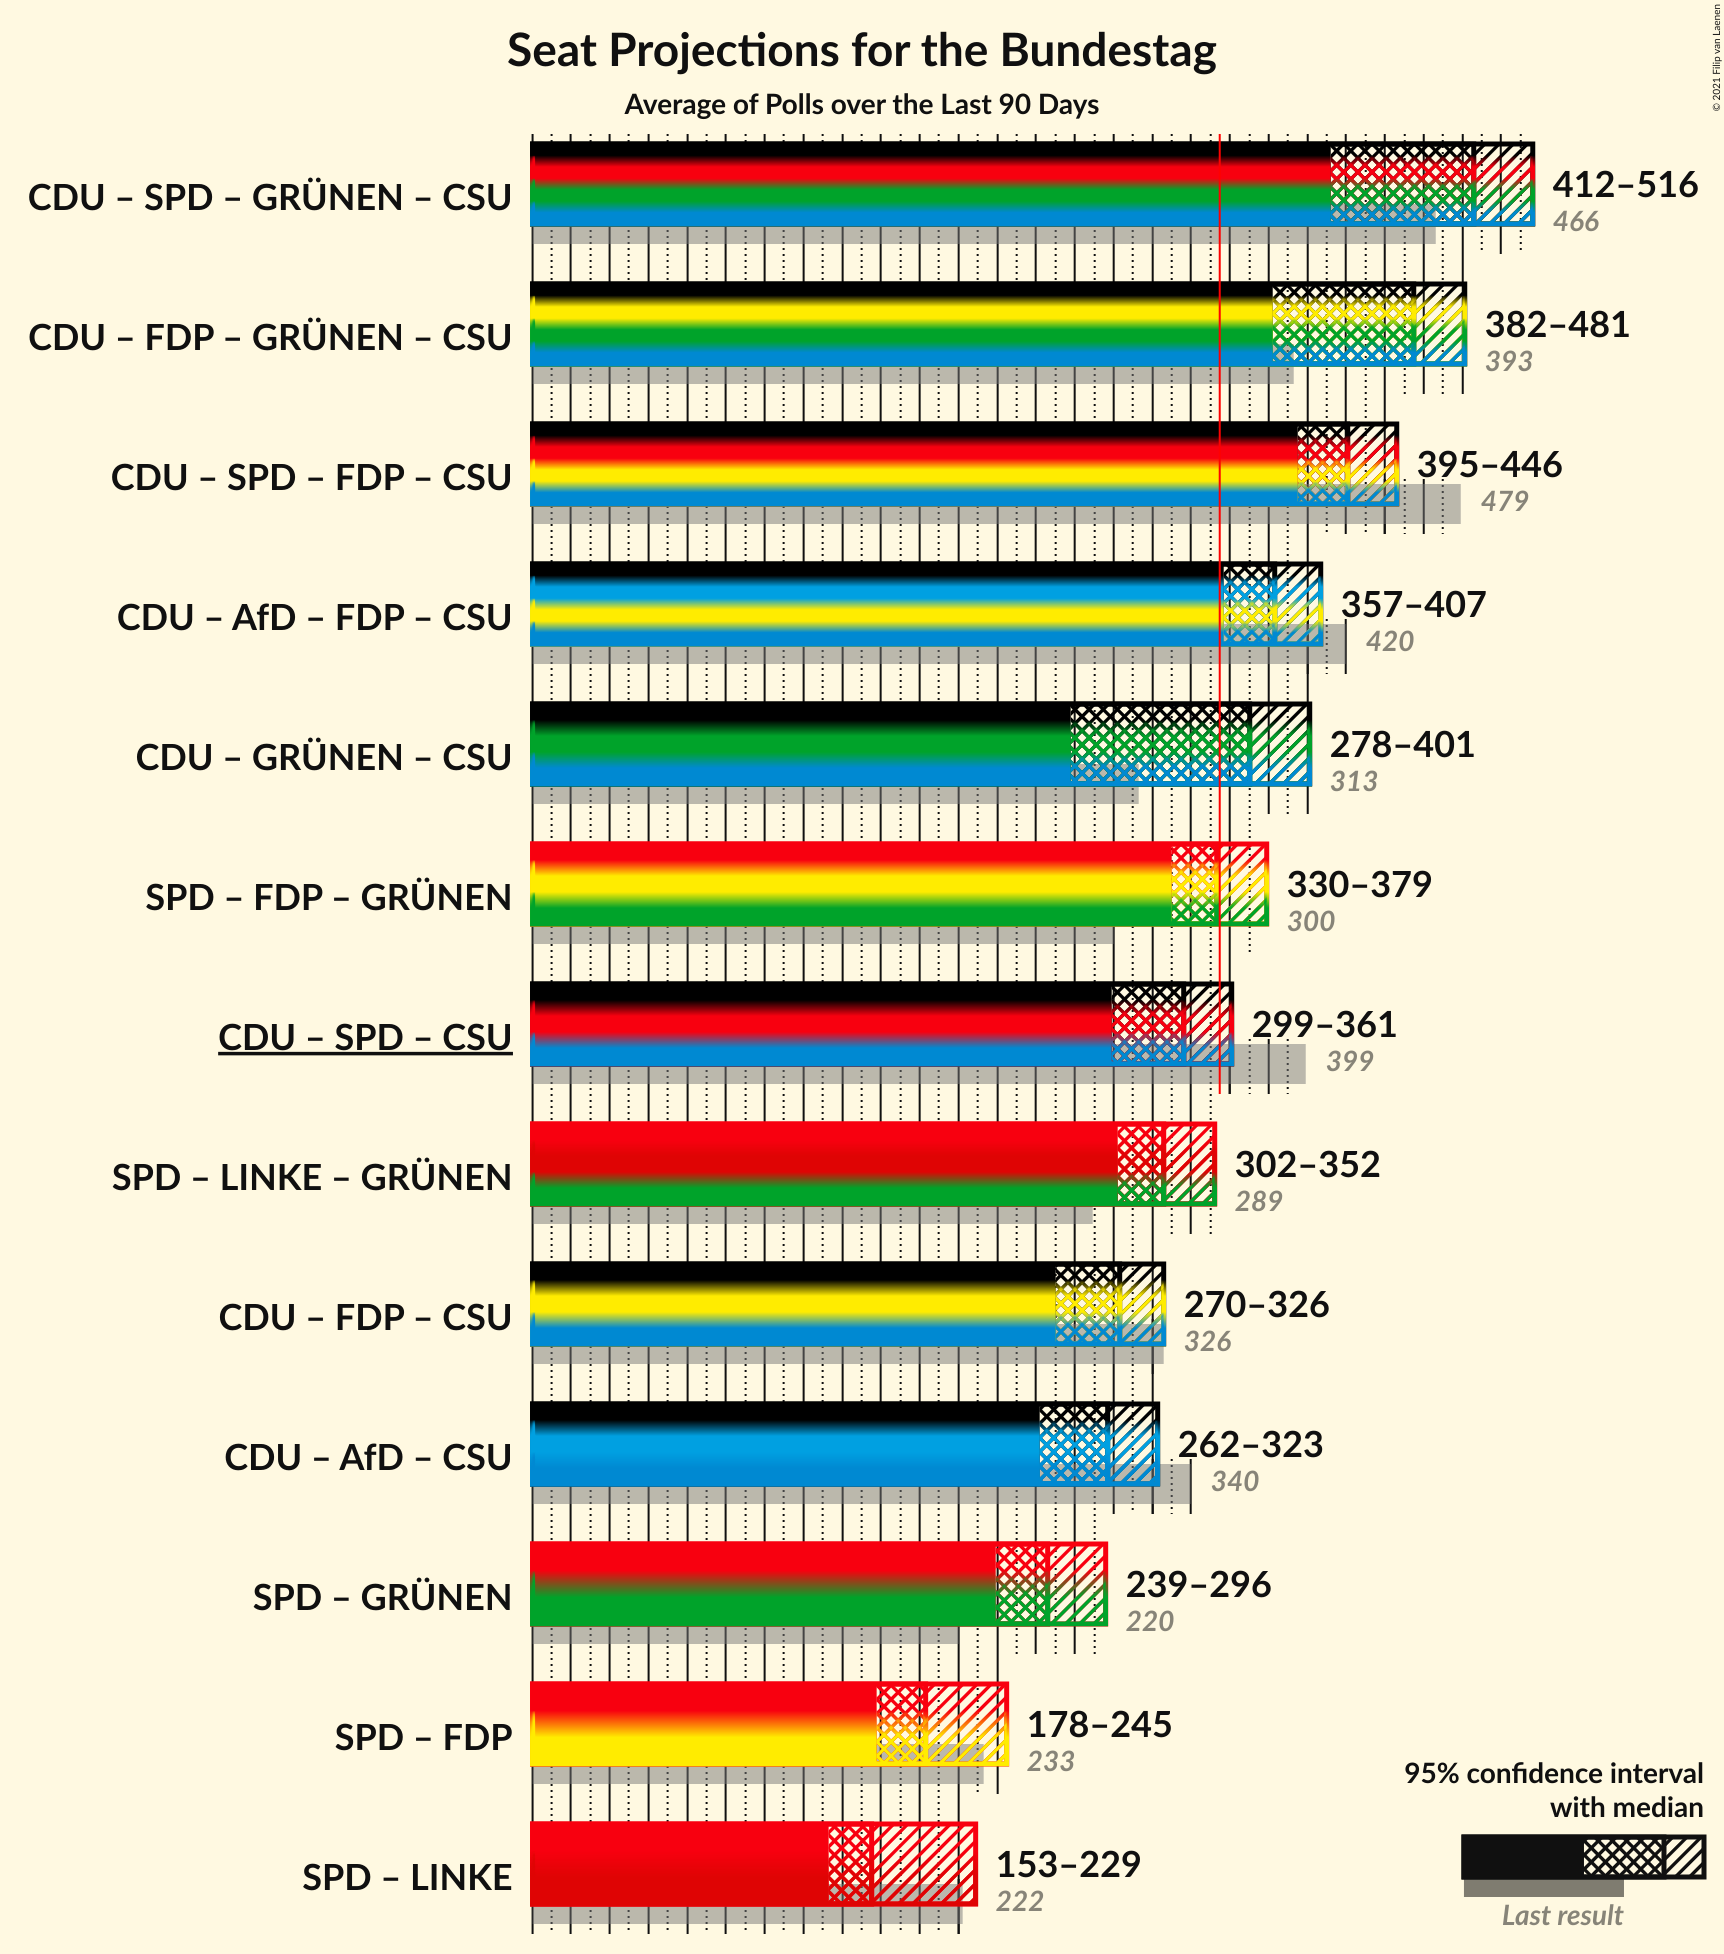 Seat Projections for the Bundestag
Average of Polls over the Last 90 Days
© 2021 Filip van Laenen
CDU – SPD – GRÜNEN – CSU
412–516
466
CDU – FDP – GRÜNEN – CSU
382–481
393
CDU – SPD – FDP – CSU
395–446
479
CDU – AfD – FDP – CSU
357–407
420
CDU – GRÜNEN – CSU
278–401
313
SPD – FDP – GRÜNEN
330–379
300
CDU – SPD – CSU
299–361
399
SPD – LINKE – GRÜNEN
302–352
289
CDU – FDP – CSU
270–326
326
CDU – AfD – CSU
262–323
340
SPD – GRÜNEN
239–296
220
SPD – FDP
178–245
233
SPD – LINKE
153–229
222
95% confidence interval
with median
Last result